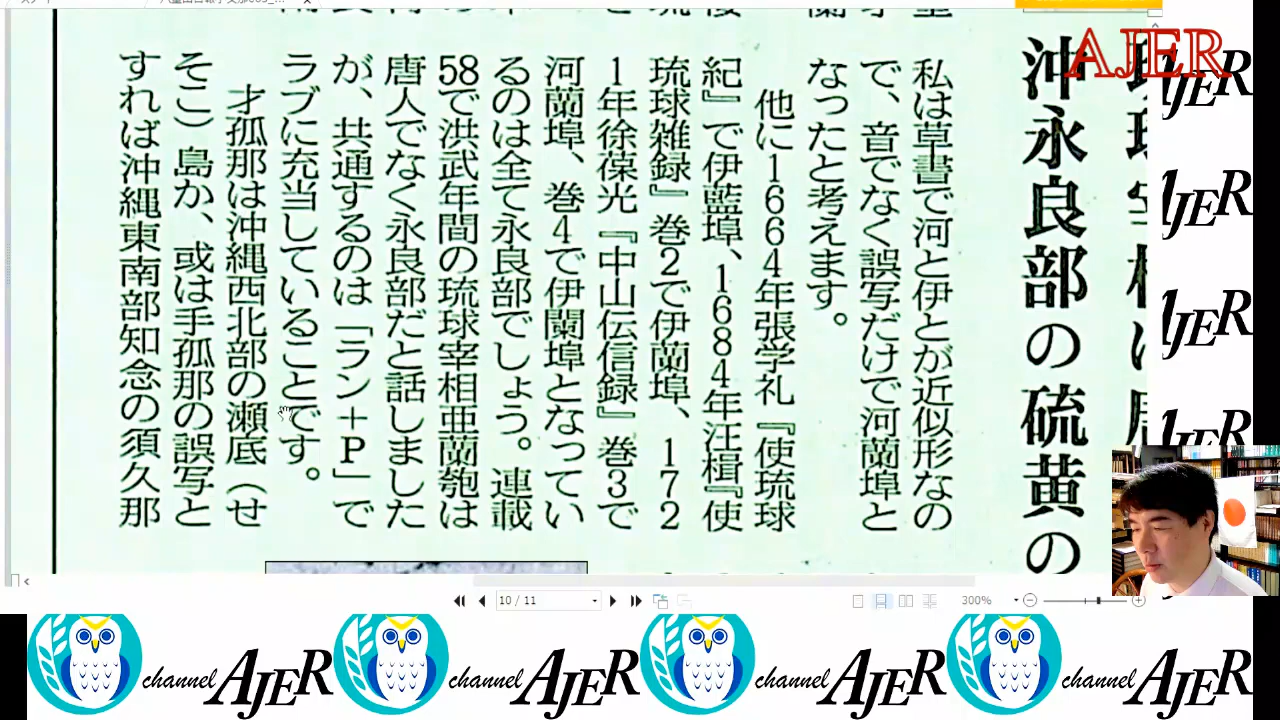 沖永良部の硫黄の
私は草書で河と伊とが近似形なの
で、音でなく誤写だけで河蘭埠と
なったと考えます。
他に1664年張学礼『使琉球
紀』で伊藍埠、1684年汪楫『使
琉球雑録』巻2で伊蘭埠、172
1年徐葆光『中山伝信録』巻3で
河蘭埠、巻4で伊闌埠となってい
るのは全て永良部でしょう。連載
58で洪武年間の琉球宰相亜蘭匏は
唐人でなく永良部だと話しました
が、共通するのは「ラン＋P」で
ラブに充当していることです。
才孤那は沖縄西北部の瀬底（せ
そこ）島か、或は手孤那の誤写と
すれば沖縄東南部知念の須久那
AJER
AJER
AJER
AJER
10 / 11
300%
channel AJER
channel AJER
channel AJER
channel AJER